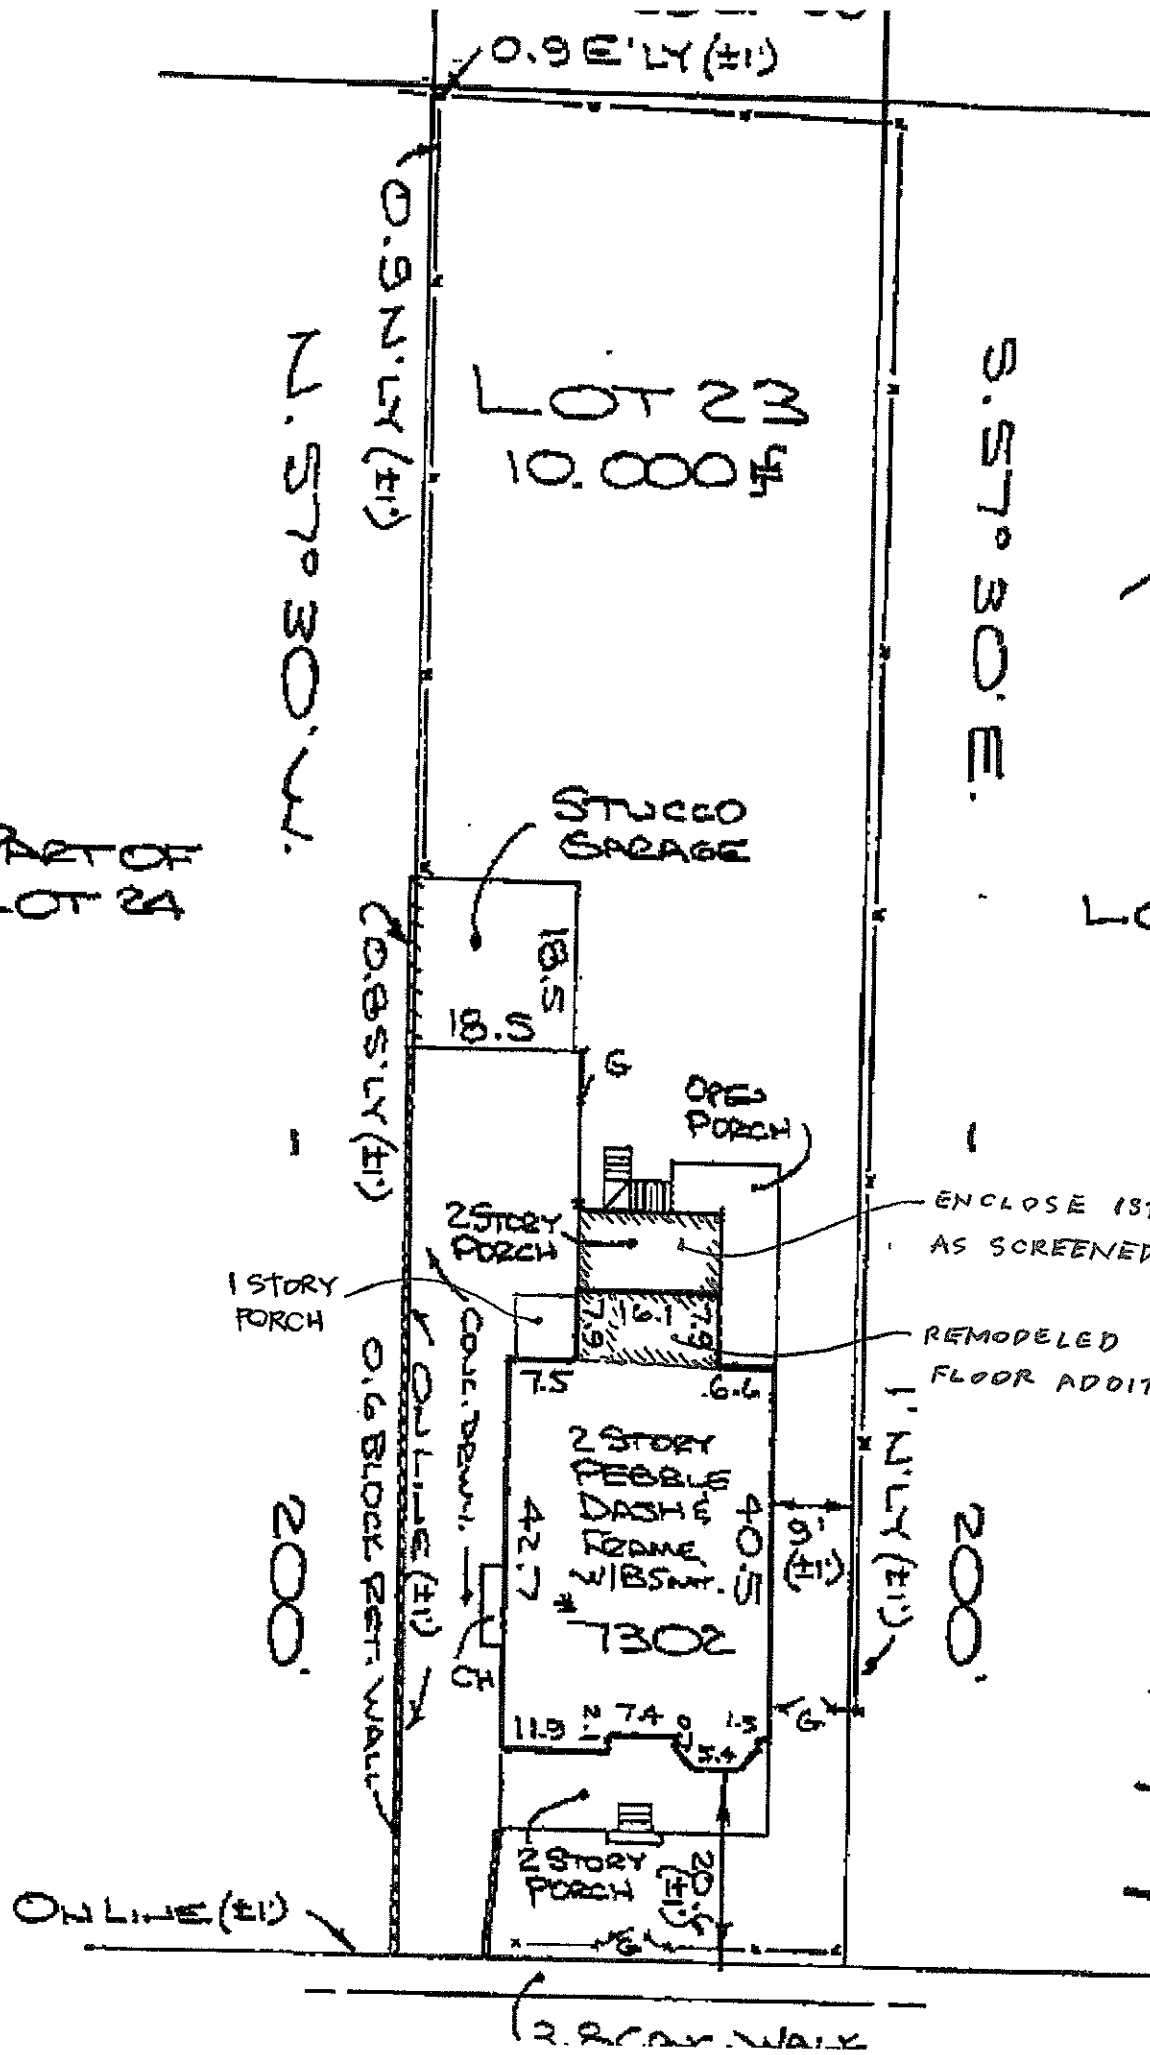 0.9 E'LY (±1')
0.9 N'LY (±1')
N. 57° 30' W.
LOT 23
10.000 #
S. 57° 30' E.
STUCCO
GARAGE
PART OF
LOT 24
18.5
18.5
0.8 S'LY (±1')
G
OPEN
PORCH
2 STORY
PORCH
ENCLOSE 1ST
AS SCREENED
1 STORY
PORCH
7.9
16.1
7.9
REMODELED
FLOOR ADDIT
7.5
6.6
CONC. DRWY.
ON LINE (±1')
0.6 BLOCK RET. WALL
2 STORY
PEBBLE
DASH &
FRAME
W/BSMT.
#
7302
42.7
40.5
9'
(±1')
1' N'LY (±1')
200.'
200.'
CH
11.9
2.1
7.4
1.5
5.4
G
2 STORY
PORCH
20.6
(±1')
ON LINE (±1')
G
WALK